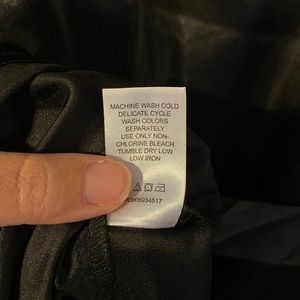 MACHINE WASH COLD
DELICATE CYCLE
WASH COLORS
SEPARATELY
USE ONLY NON-
CHLORINE BLEACH
TUMBLE DRY LOW
LOW IRON